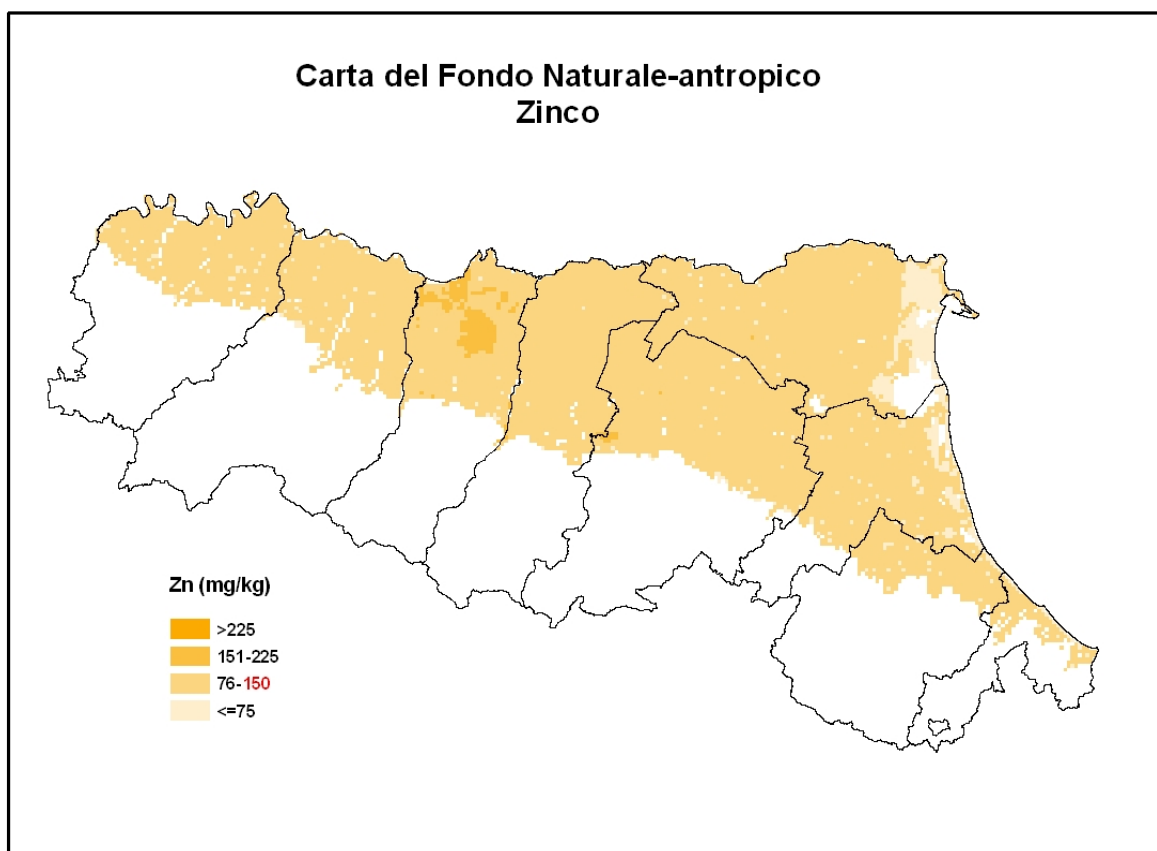 Carta del Fondo Naturale-antropico
Zinco
Zn (mg/kg)
>225
151-225
76-150
<=75